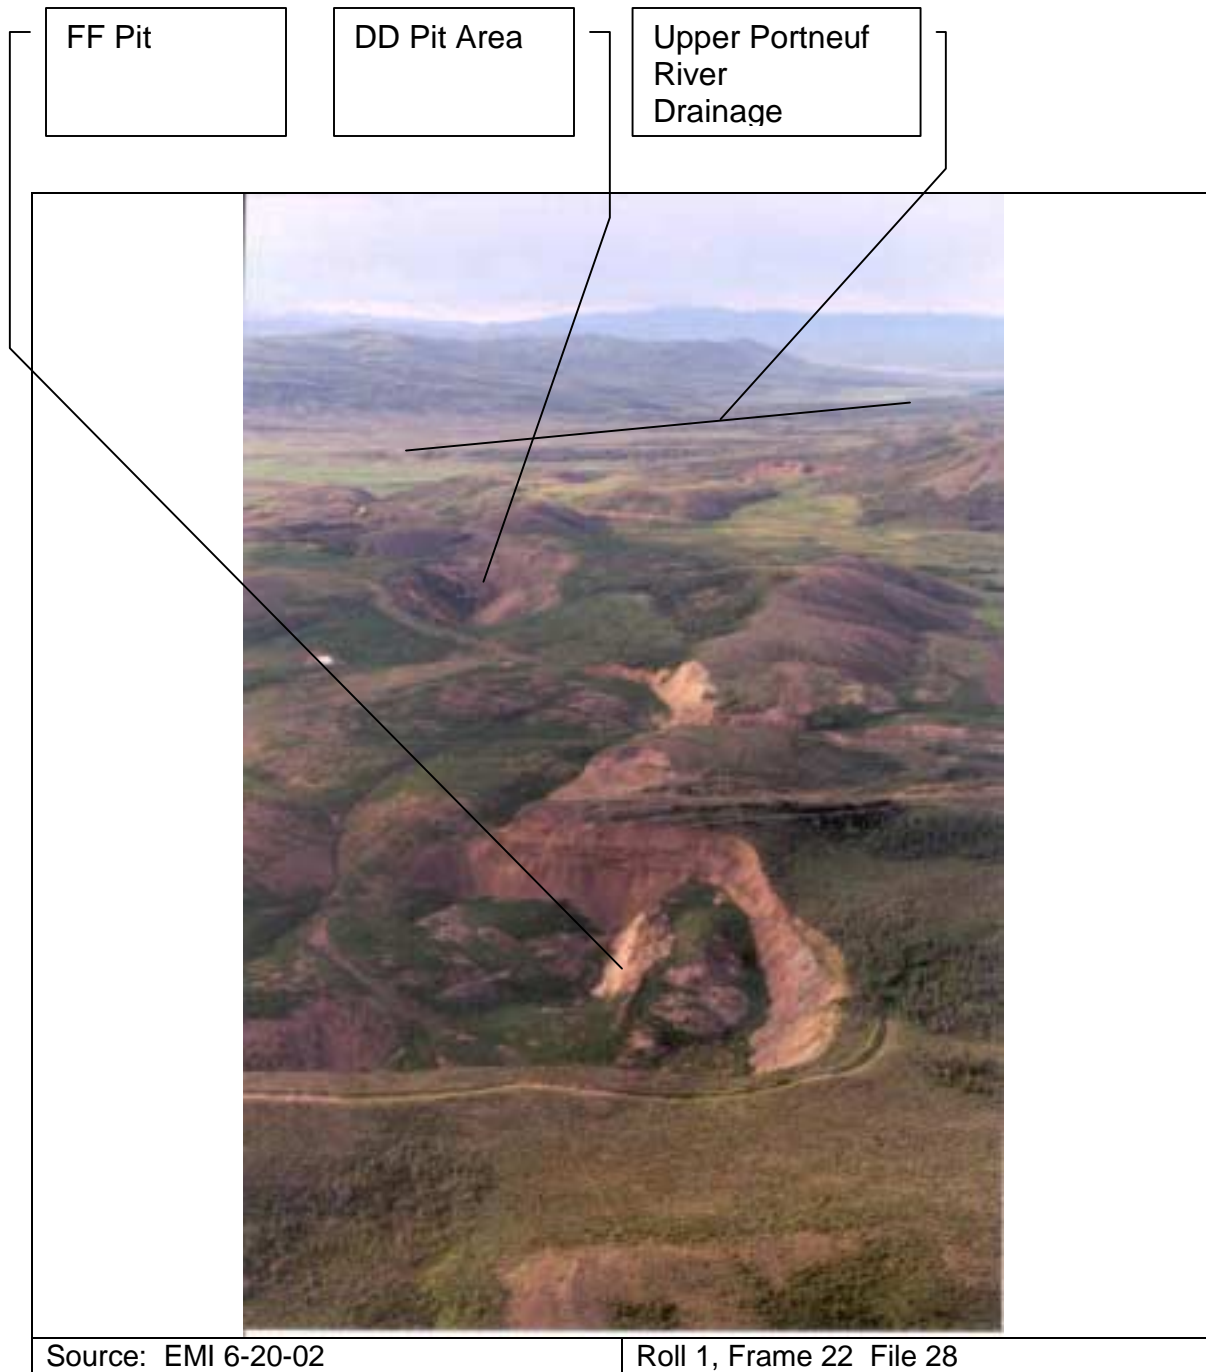 FF Pit
DD Pit Area
Upper Portneuf
River
Drainage
Source: EMI 6-20-02
Roll 1, Frame 22 File 28